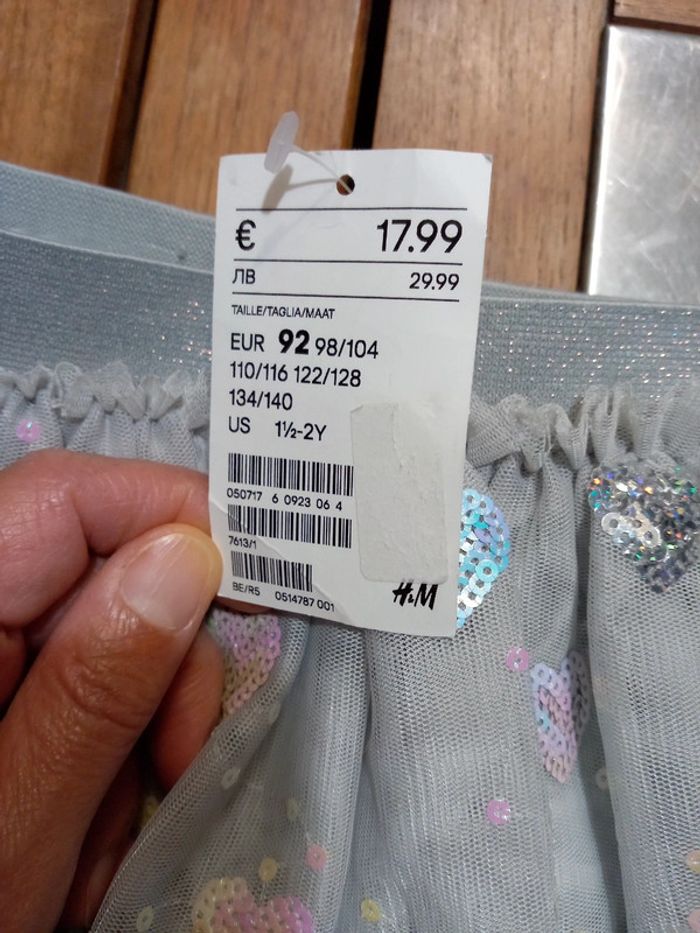 € 17.99
ЛВ 29.99
TAILLE/TAGLIA/MAAT
EUR 92 98/104
110/116 122/128
134/140
US 1½-2Y
050717 6 0923 06 4
7613/1
BE/R5 0514787 001
H&M